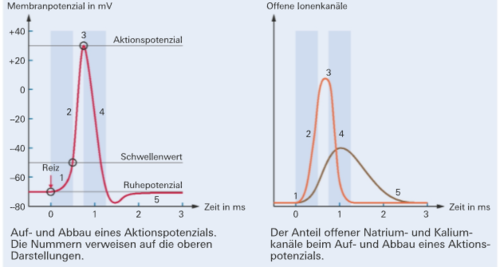 Membranpotenzial in mV
+40
+20
0
−20
−40
−60
−80
3
Aktionspotenzial
2
4
Schwellenwert
Reiz
1
Ruhepotenzial
5
0
1
2
3
Zeit in ms
Auf- und Abbau eines Aktionspotenzials.
Die Nummern verweisen auf die oberen
Darstellungen.
Offene Ionenkanäle
3
2
4
1
5
0
1
2
3
Zeit in ms
Der Anteil offener Natrium- und Kalium-
kanäle beim Auf- und Abbau eines Aktions-
potenzials.